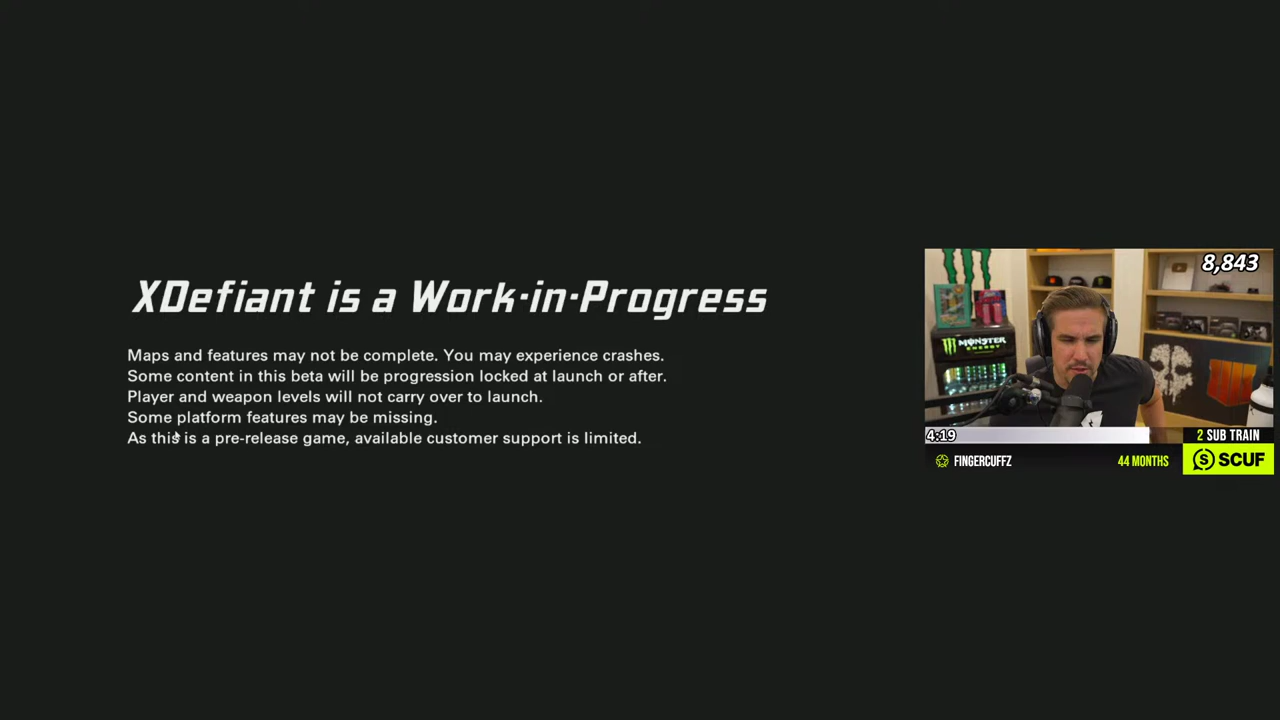 XDefiant is a Work-in-Progress
Maps and features may not be complete. You may experience crashes.
Some content in this beta will be progression locked at launch or after.
Player and weapon levels will not carry over to launch.
Some platform features may be missing.
As this is a pre-release game, available customer support is limited.
8,843
MONSTER
ENERGY
4:19
2 SUB TRAIN
FINGERCUFFZ
44 MONTHS
S SCUF